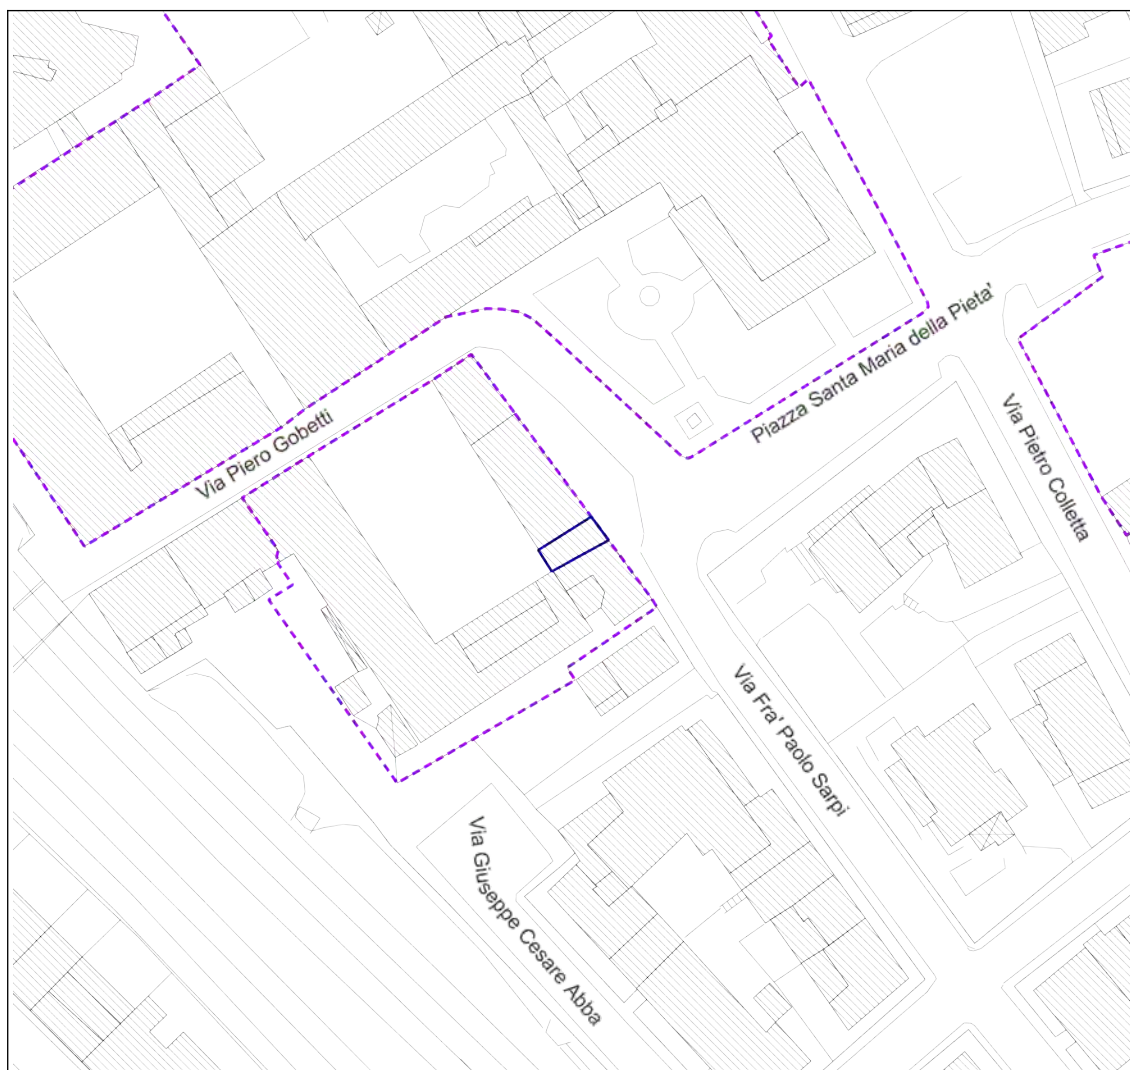 Piazza Santa Maria della Pieta'
Via Piero Gobetti
Via Pietro Colletta
Via Fra' Paolo Sarpi
Via Giuseppe Cesare Abba